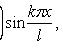 ) sin kπx/l ,